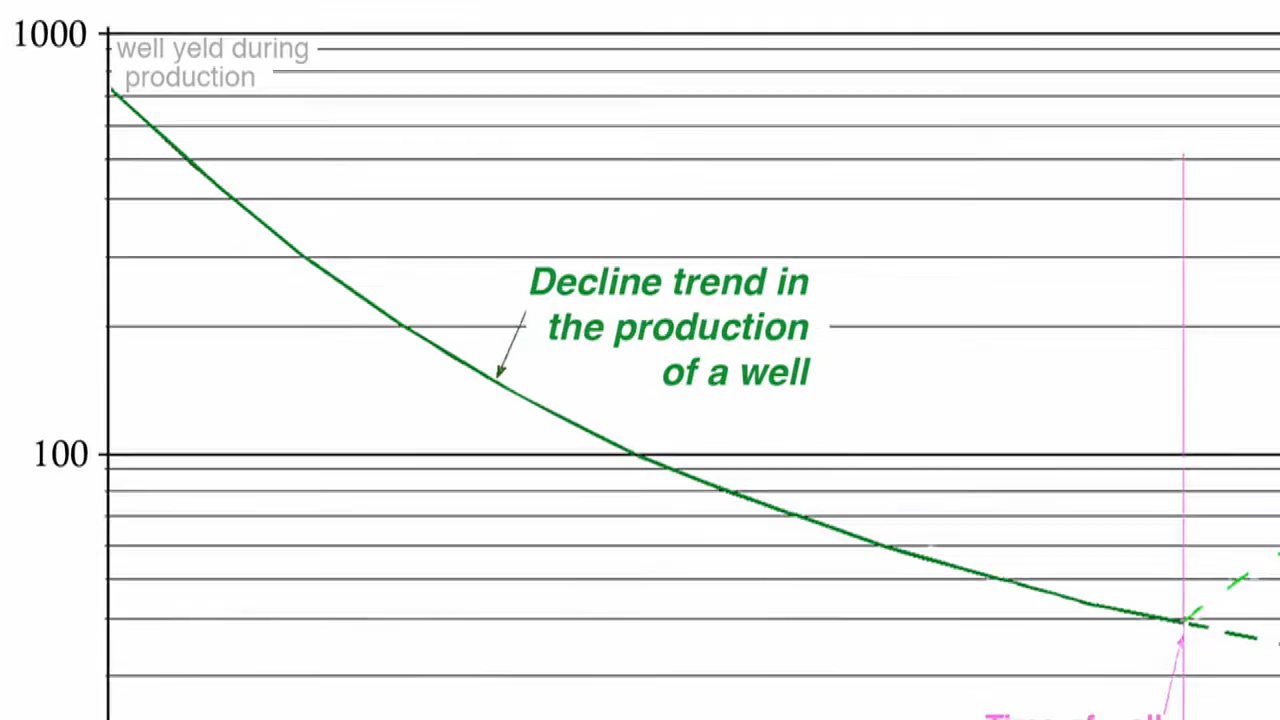 1000
well yeld during
production
Decline trend in
the production
of a well
100